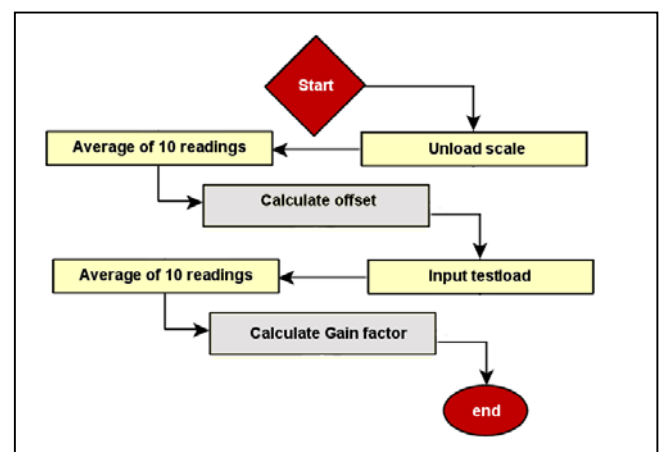 Start
Unload scale
Average of 10 readings
Calculate offset
Input testload
Average of 10 readings
Calculate Gain factor
end